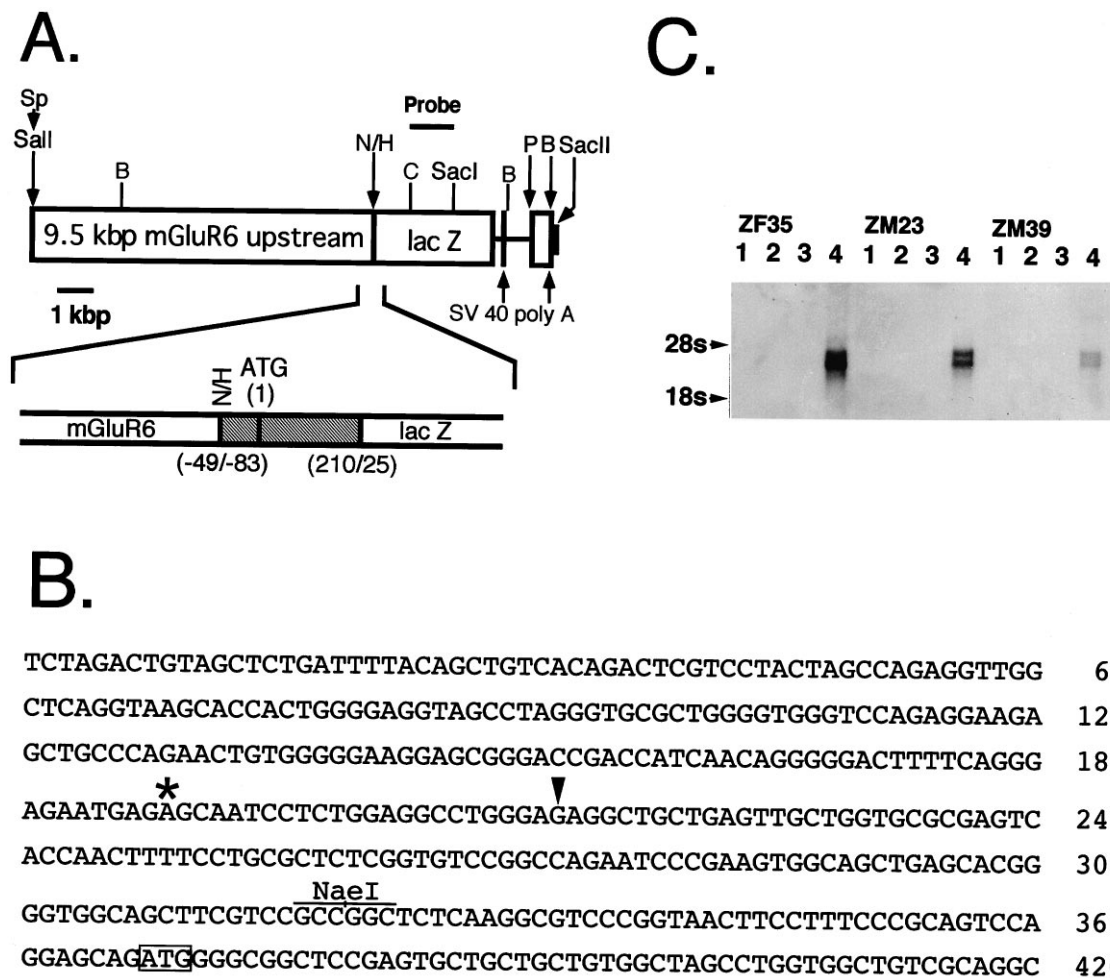 A.
Sp
SalI
B
N/H
Probe
C
SacI
B
P
B
SacII
9.5 kbp mGluR6 upstream
lac Z
1 kbp
SV 40 poly A
N/H
ATG
(1)
mGluR6
lac Z
(-49/-83)
(210/25)
C.
ZF35 ZM23 ZM39
1 2 3 4 1 2 3 4 1 2 3 4
28s
18s
B.
TCTAGACTGTAGCTCTGATTTTACAGCTGTCACAGACTCGTCCTACTAGCCAGAGGTTGG 6
CTCAGGTAAGCACCACTGGGGAGGTAGCCTAGGGTGCGCTGGGGTGGGTCCAGAGGAAGA 12
GCTGCCCAGAACTGTGGGGGAAGGAGCGGGACCGACCATCAACAGGGGGACTTTTCAGGG 18
*
AGAATGAGAGCAATCCTCTGGAGGCCTGGGAGAGGCTGCTGAGTTGCTGGTGCGCGAGTC 24
ACCAACTTTTCCTGCGCTCTCGGTGTCCGGCCAGAATCCCGAAGTGGCAGCTGAGCACGG 30
NaeI
GGTGGCAGCTTCGTCCGCCGGCTCTCAAGGCGTCCCGGTAACTTCCTTTCCCGCAGTCCA 36
GGAGCAGATGGGGCGGCTCCGAGTGCTGCTGCTGTGGCTAGCCTGGTGGCTGTCGCAGGC 42